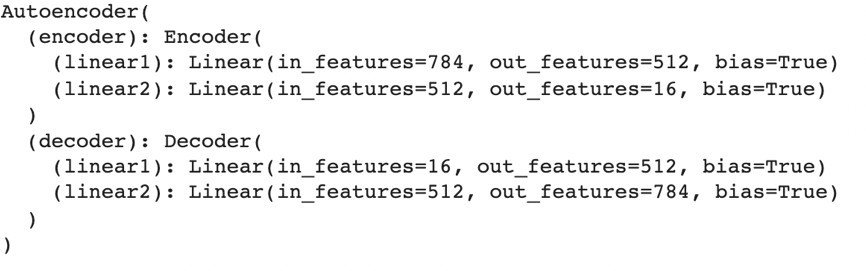 Autoencoder(
  (encoder): Encoder(
    (linear1): Linear(in_features=784, out_features=512, bias=True)
    (linear2): Linear(in_features=512, out_features=16, bias=True)
  )
  (decoder): Decoder(
    (linear1): Linear(in_features=16, out_features=512, bias=True)
    (linear2): Linear(in_features=512, out_features=784, bias=True)
  )
)